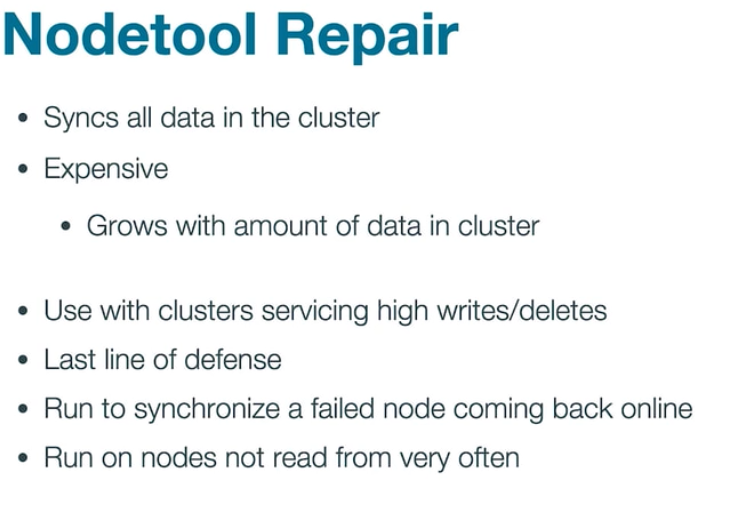 Nodetool Repair
• Syncs all data in the cluster
• Expensive
• Grows with amount of data in cluster
• Use with clusters servicing high writes/deletes
• Last line of defense
• Run to synchronize a failed node coming back online
• Run on nodes not read from very often